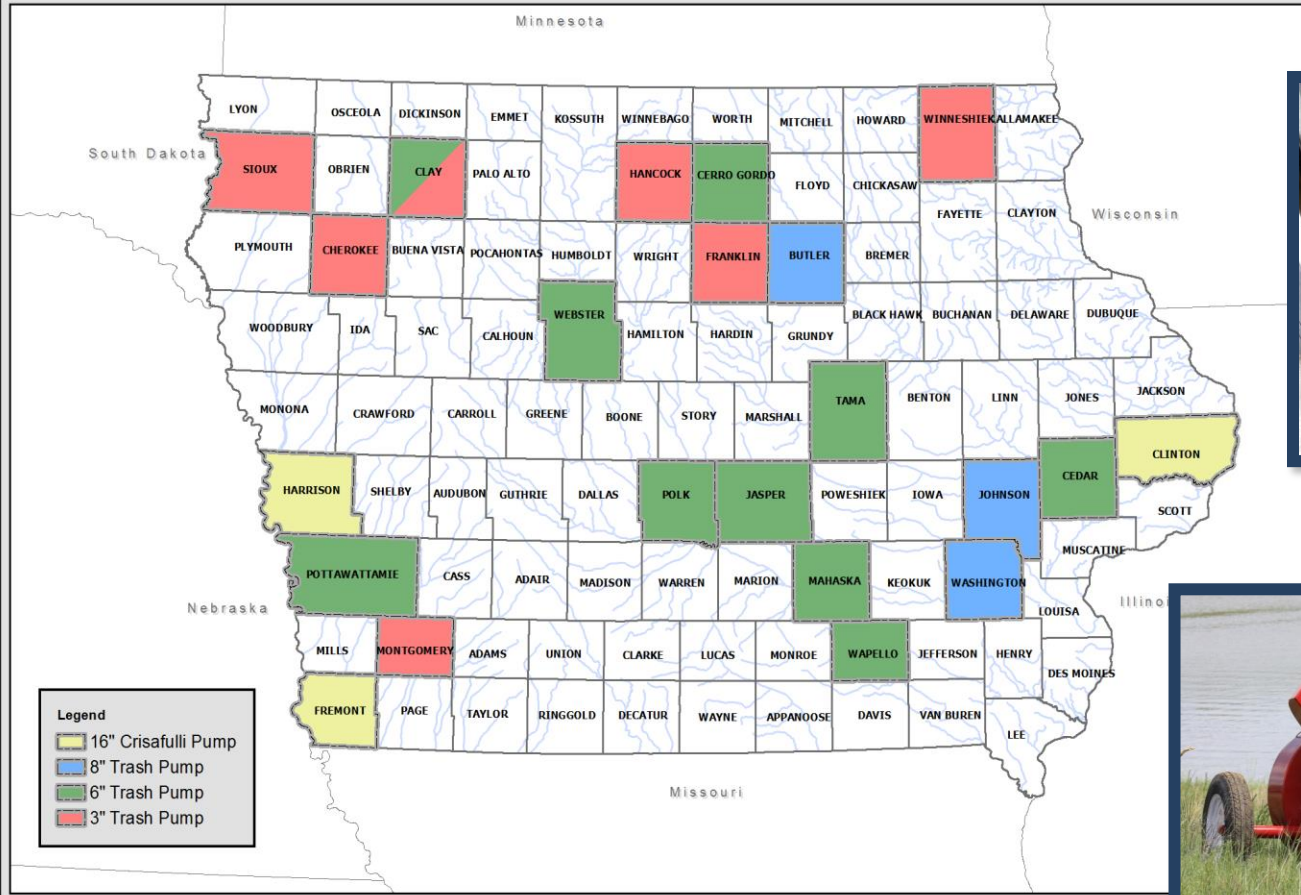 Minnesota
LYON
OSCEOLA
DICKINSON
EMMET
KOSSUTH
WINNEBAGO
WORTH
MITCHELL
HOWARD
WINNESHIEK
ALLAMAKEE
South Dakota
SIOUX
OBRIEN
CLAY
PALO ALTO
HANCOCK
CERRO GORDO
FLOYD
CHICKASAW
FAYETTE
CLAYTON
Wisconsin
PLYMOUTH
CHEROKEE
BUENA VISTA
POCAHONTAS
HUMBOLDT
WRIGHT
FRANKLIN
BUTLER
BREMER
WOODBURY
IDA
SAC
CALHOUN
WEBSTER
HAMILTON
HARDIN
GRUNDY
BLACK HAWK
BUCHANAN
DELAWARE
DUBUQUE
MONONA
CRAWFORD
CARROLL
GREENE
BOONE
STORY
MARSHALL
TAMA
BENTON
LINN
JONES
JACKSON
CLINTON
HARRISON
SHELBY
AUDUBON
GUTHRIE
DALLAS
POLK
JASPER
POWESHIEK
IOWA
JOHNSON
CEDAR
SCOTT
MUSCATINE
POTTAWATTAMIE
CASS
ADAIR
MADISON
WARREN
MARION
MAHASKA
KEOKUK
WASHINGTON
LOUISA
Nebraska
Illino
MILLS
MONTGOMERY
ADAMS
UNION
CLARKE
LUCAS
MONROE
WAPELLO
JEFFERSON
HENRY
DES MOINES
FREMONT
PAGE
TAYLOR
RINGGOLD
DECATUR
WAYNE
APPANOOSE
DAVIS
VAN BUREN
LEE
Missouri
Legend
16" Crisafulli Pump
8" Trash Pump
6" Trash Pump
3" Trash Pump